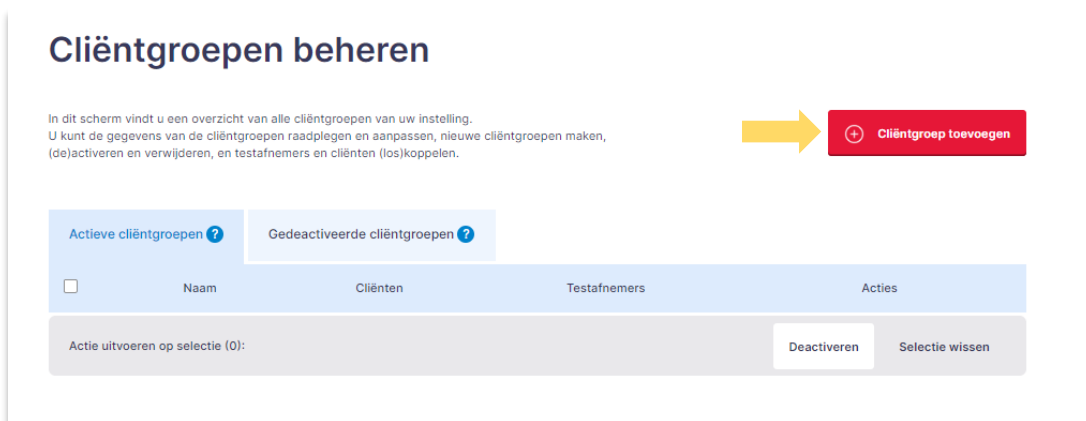 Cliëntgroepen beheren
In dit scherm vindt u een overzicht van alle cliëntgroepen van uw instelling.
U kunt de gegevens van de cliëntgroepen raadplegen en aanpassen, nieuwe cliëntgroepen maken,
(de)activeren en verwijderen, en testafnemers en cliënten (los)koppelen.
Cliëntgroep toevoegen
Actieve cliëntgroepen ? Gedeactiveerde cliëntgroepen ?
Naam Cliënten Testafnemers Acties
Actie uitvoeren op selectie (0): Deactiveren Selectie wissen